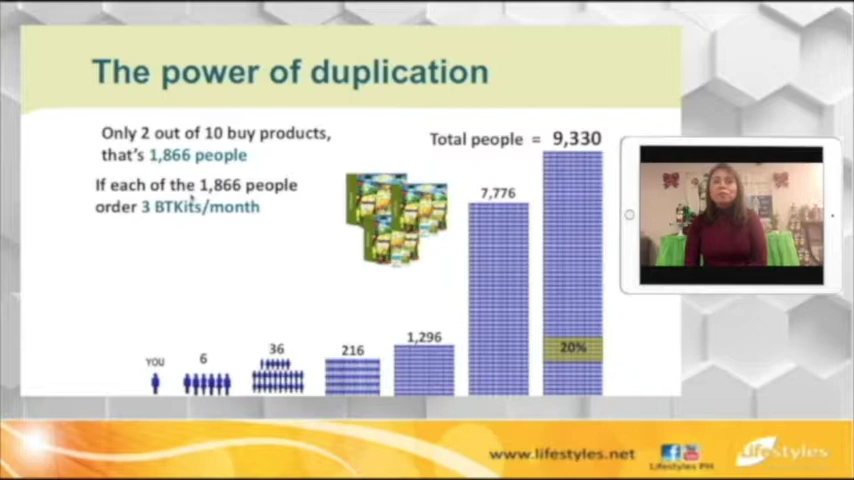 The power of duplication
Only 2 out of 10 buy products,
that's 1,866 people
If each of the 1,866 people
order 3 BTKits/month
Total people = 9,330
7,776
1,296
216
36
6
YOU
20%
www.lifestyles.net
Lifestyles PH
Lifestyles